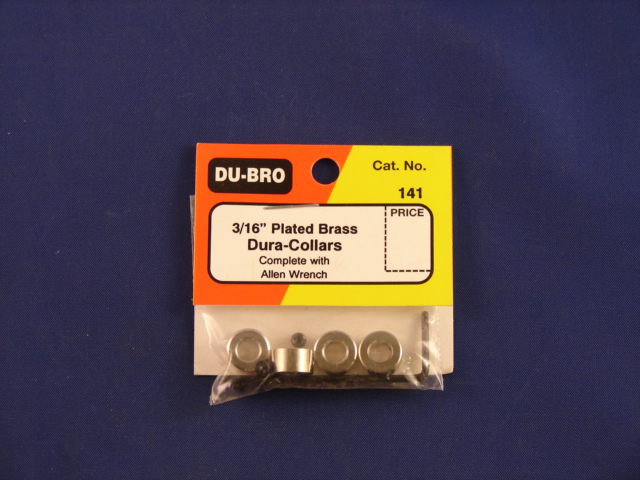 DU-BRO
Cat. No.
141
PRICE
3/16" Plated Brass
Dura-Collars
Complete with
Allen Wrench